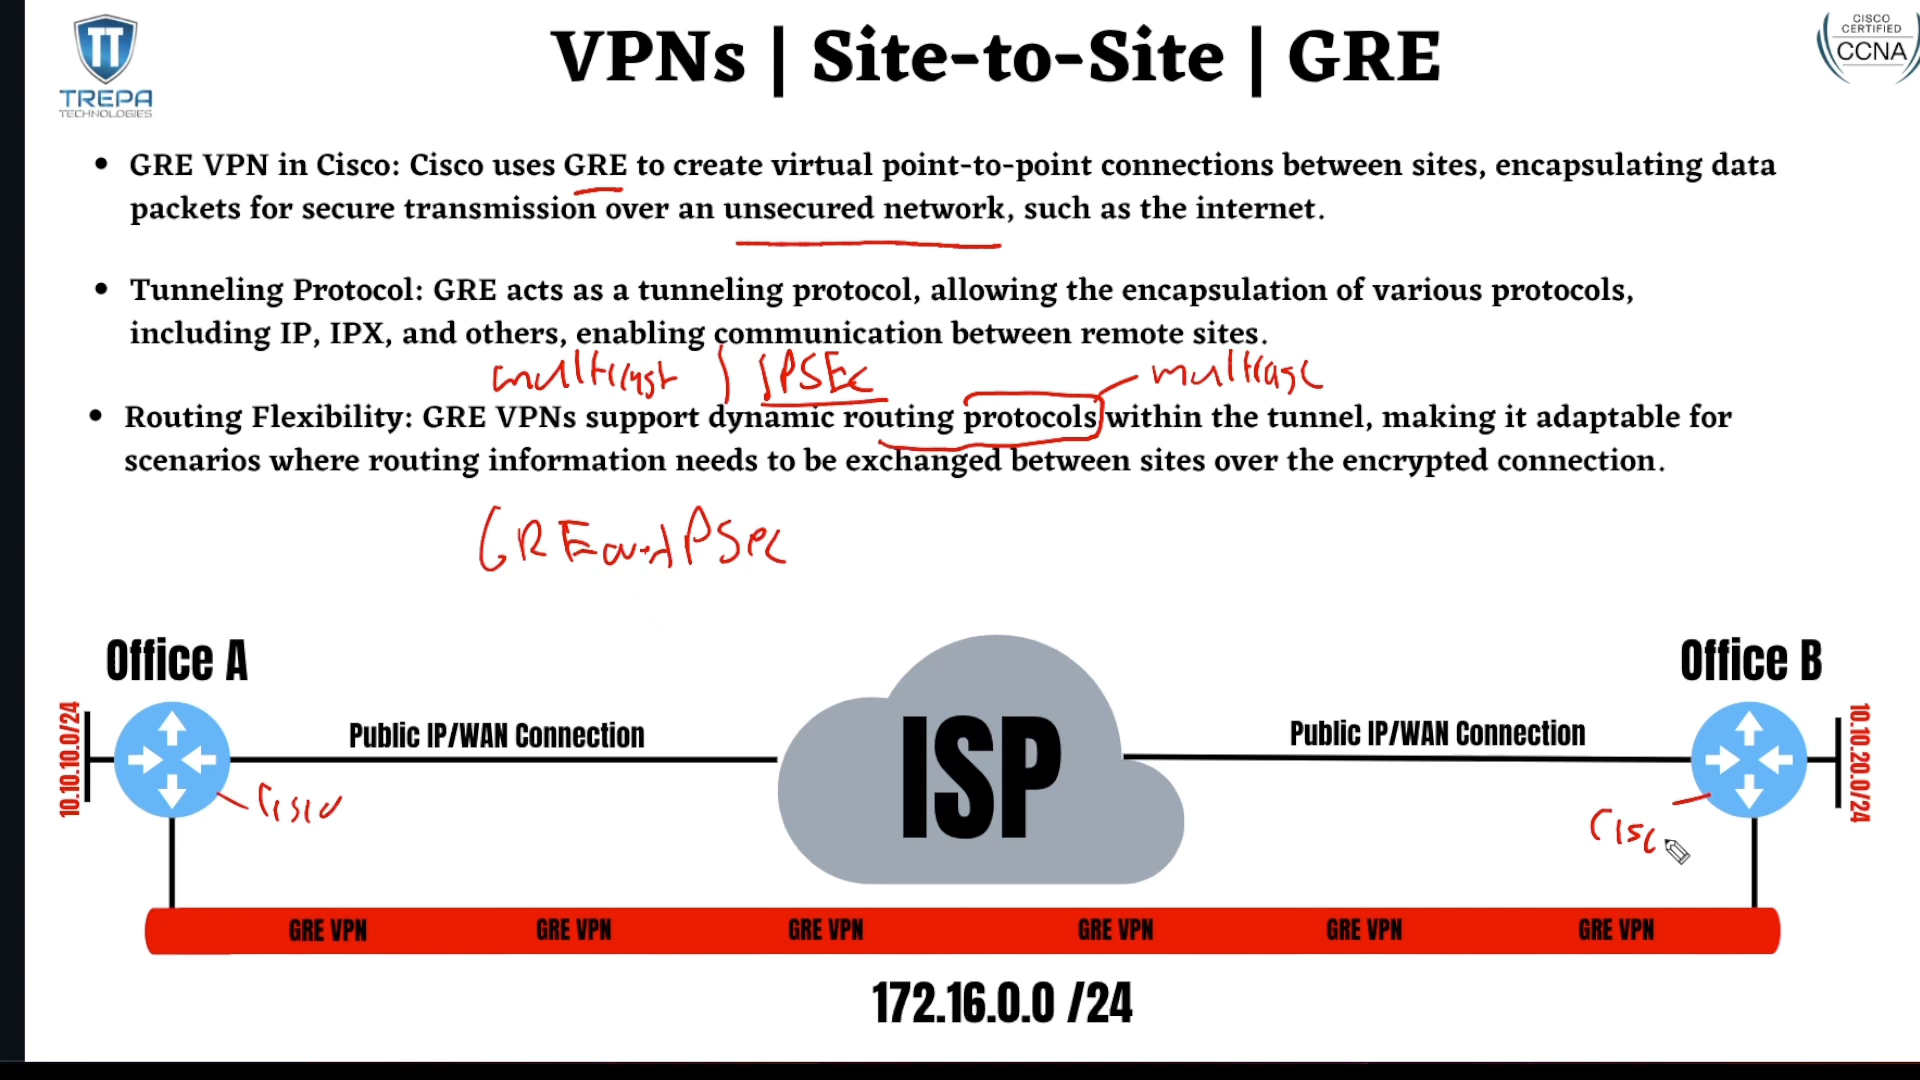 TREPA
TECHNOLOGIES
VPNs | Site-to-Site | GRE
CISCO
CERTIFIED
CCNA
• GRE VPN in Cisco: Cisco uses GRE to create virtual point-to-point connections between sites, encapsulating data
packets for secure transmission over an unsecured network, such as the internet.
• Tunneling Protocol: GRE acts as a tunneling protocol, allowing the encapsulation of various protocols,
including IP, IPX, and others, enabling communication between remote sites.
multicast | IPSEc multicast
• Routing Flexibility: GRE VPNs support dynamic routing protocols within the tunnel, making it adaptable for
scenarios where routing information needs to be exchanged between sites over the encrypted connection.
GRE over IPSec
Office A
Office B
10.10.10.0/24
Public IP/WAN Connection
ISP
Public IP/WAN Connection
10.10.20.0/24
Cisco
Cisc
GRE VPN GRE VPN GRE VPN GRE VPN GRE VPN GRE VPN
172.16.0.0 /24